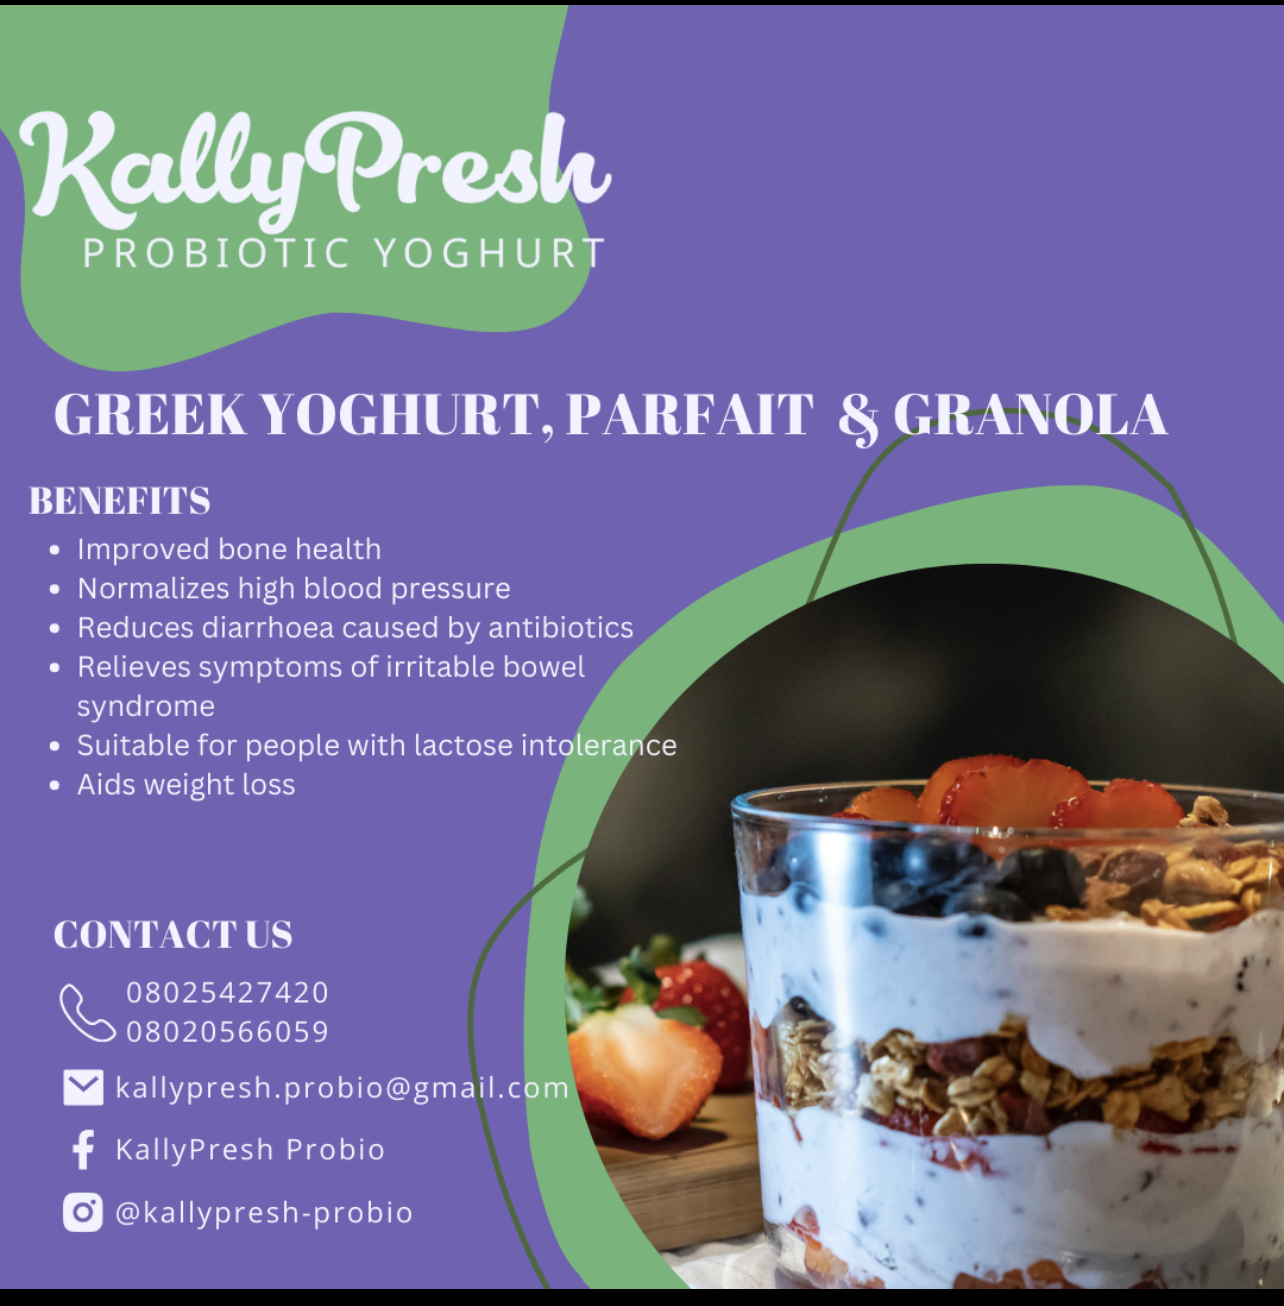 KallyPresh
PROBIOTIC YOGHURT
GREEK YOGHURT, PARFAIT & GRANOLA
BENEFITS
• Improved bone health
• Normalizes high blood pressure
• Reduces diarrhoea caused by antibiotics
• Relieves symptoms of irritable bowel
syndrome
• Suitable for people with lactose intolerance
• Aids weight loss
CONTACT US
08025427420
08020566059
kallypresh.probio@gmail.com
KallyPresh Probio
@kallypresh-probio